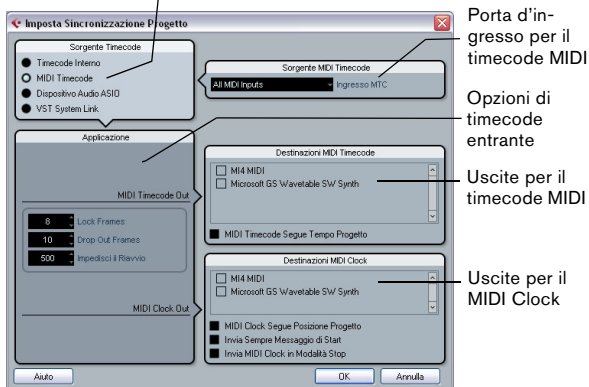 Imposta Sincronizzazione Progetto
Sorgente Timecode
Timecode Interno
MIDI Timecode
Dispositivo Audio ASIO
VST System Link
Sorgente MIDI Timecode
All MIDI Inputs
Ingresso MTC
Porta d'in-
gresso per il
timecode MIDI
Opzioni di
timecode
entrante
Applicazione
MIDI Timecode Out
8 Lock Frames
10 Drop Out Frames
500 Impedisci il Riavvio
MIDI Clock Out
Destinazioni MIDI Timecode
MI4 MIDI
Microsoft GS Wavetable SW Synth
MIDI Timecode Segue Tempo Progetto
Uscite per il
timecode MIDI
Destinazioni MIDI Clock
MI4 MIDI
Microsoft GS Wavetable SW Synth
MIDI Clock Segue Posizione Progetto
Invia Sempre Messaggio di Start
Invia MIDI Clock in Modalità Stop
Uscite per il
MIDI Clock
Aiuto
OK
Annulla